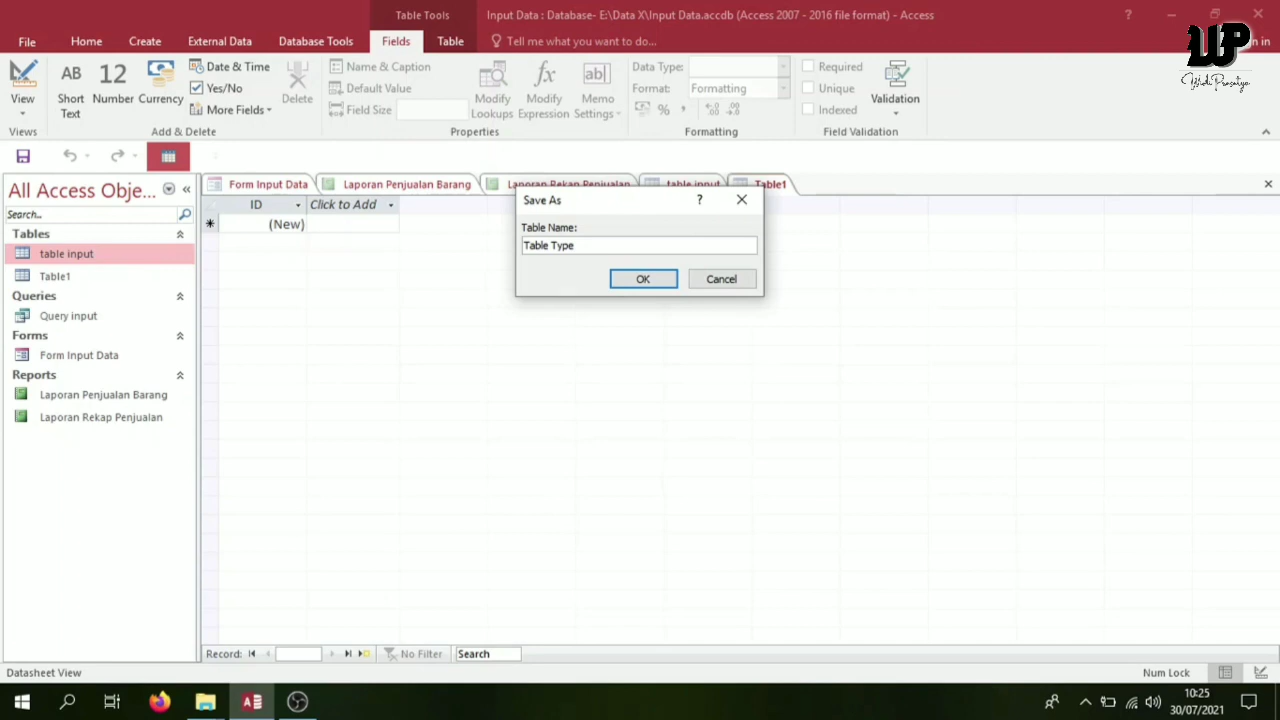 Table Tools
Input Data : Database- E:\Data X\Input Data.accdb (Access 2007 - 2016 file format) - Access
?
File
Home
Create
External Data
Database Tools
Fields
Table
Tell me what you want to do...
in in
UP
View
Views
AB
Short
Text
12
Number
Currency
Date & Time
Yes/No
More Fields
Delete
Add & Delete
Name & Caption
Default Value
Field Size
Modify
Lookups
fx
Modify
Expression
ab
Memo
Settings
Properties
Data Type:
Format:
Formatting
%
Formatting
Required
Unique
Indexed
Validation
Field Validation
All Access Obje...
Search...
Tables
table input
Table1
Queries
Query input
Forms
Form Input Data
Reports
Laporan Penjualan Barang
Laporan Rekap Penjualan
Form Input Data
Laporan Penjualan Barang
Laporan Rekap Penjualan
table input
Table1
ID
Click to Add
(New)
Save As
?
Table Name:
Table Type
OK
Cancel
Record:
No Filter
Search
Datasheet View
Num Lock
10:25
30/07/2021